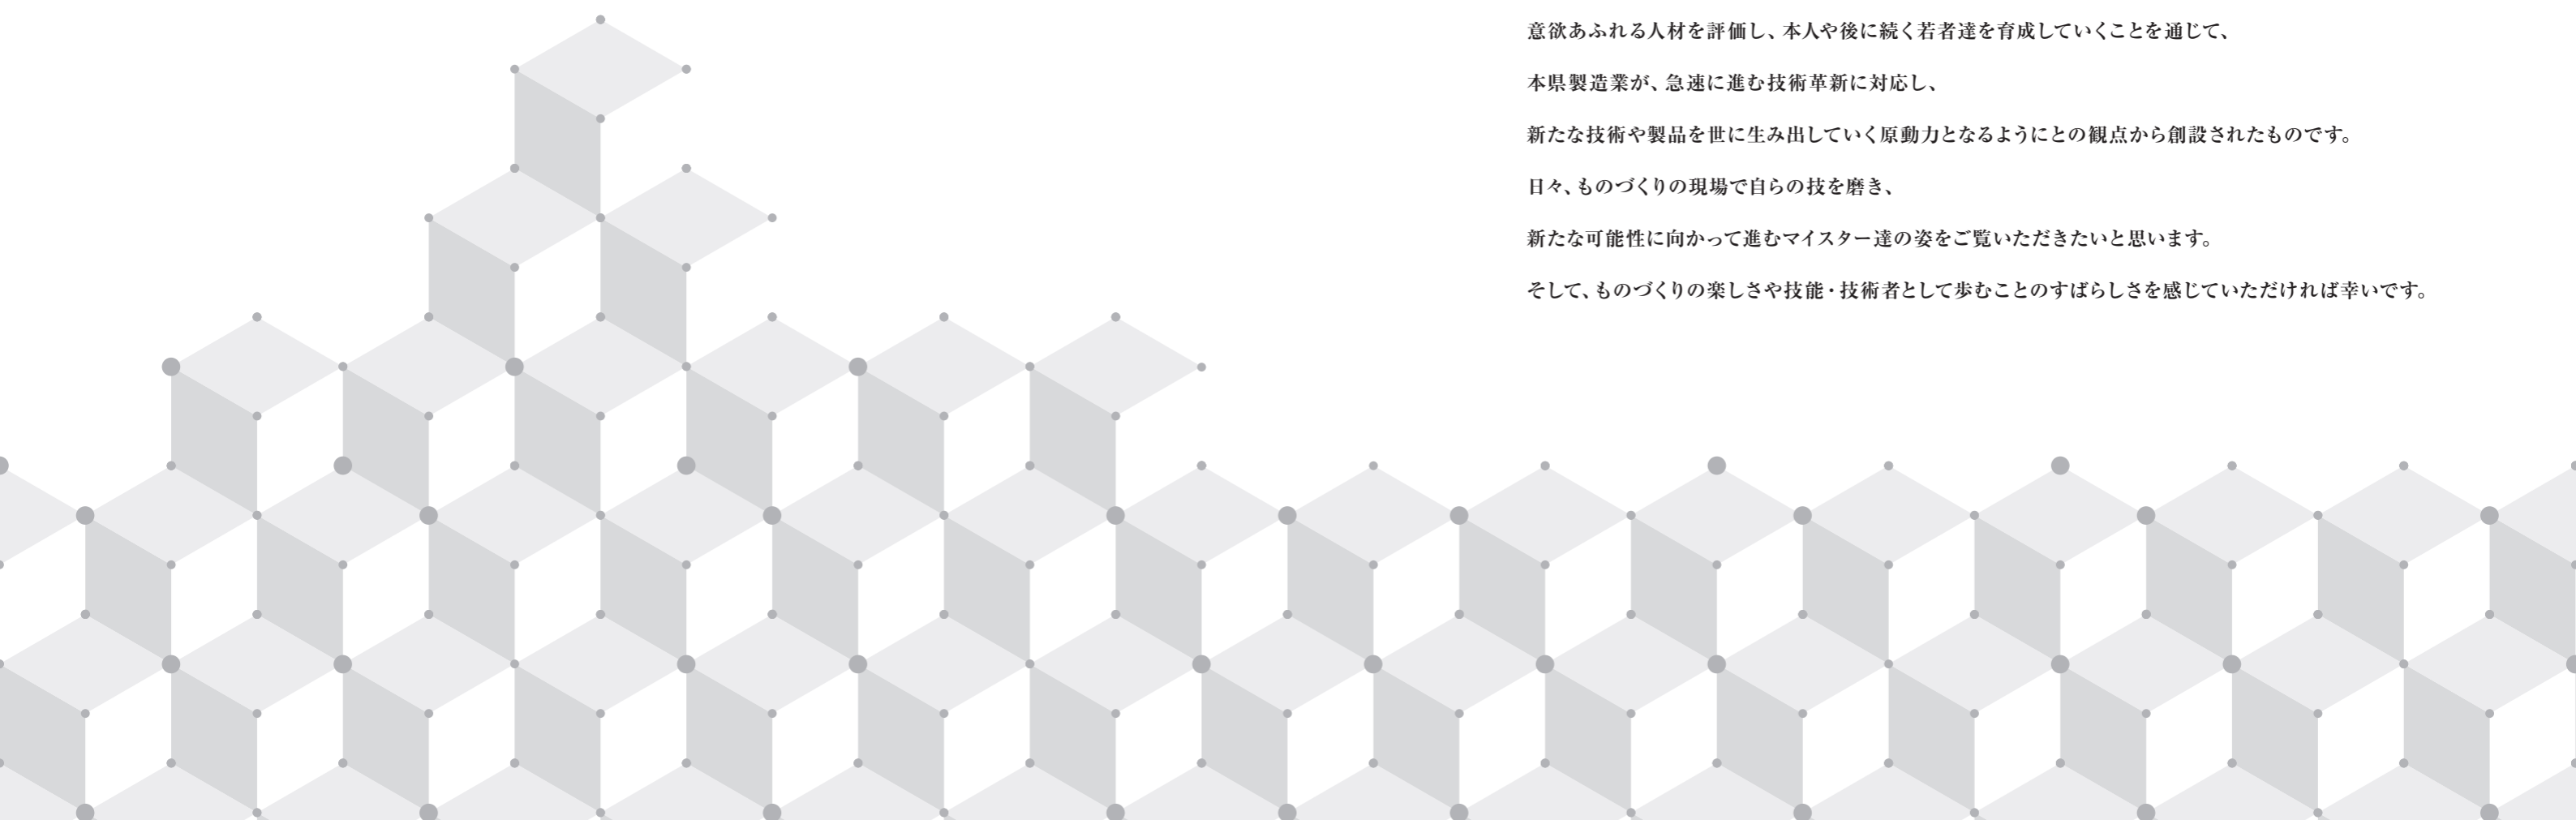 意欲あふれる人材を評価し、本人や後に続く若者達を育成していくことを通じて、
本県製造業が、急速に進む技術革新に対応し、
新たな技術や製品を世に生み出していく原動力となるようにとの観点から創設されたものです。
日々、ものづくりの現場で自らの技を磨き、
新たな可能性に向かって進むマイスター達の姿をご覧いただきたいと思います。
そして、ものづくりの楽しさや技能・技術者として歩むことのすばらしさを感じていただければ幸いです。